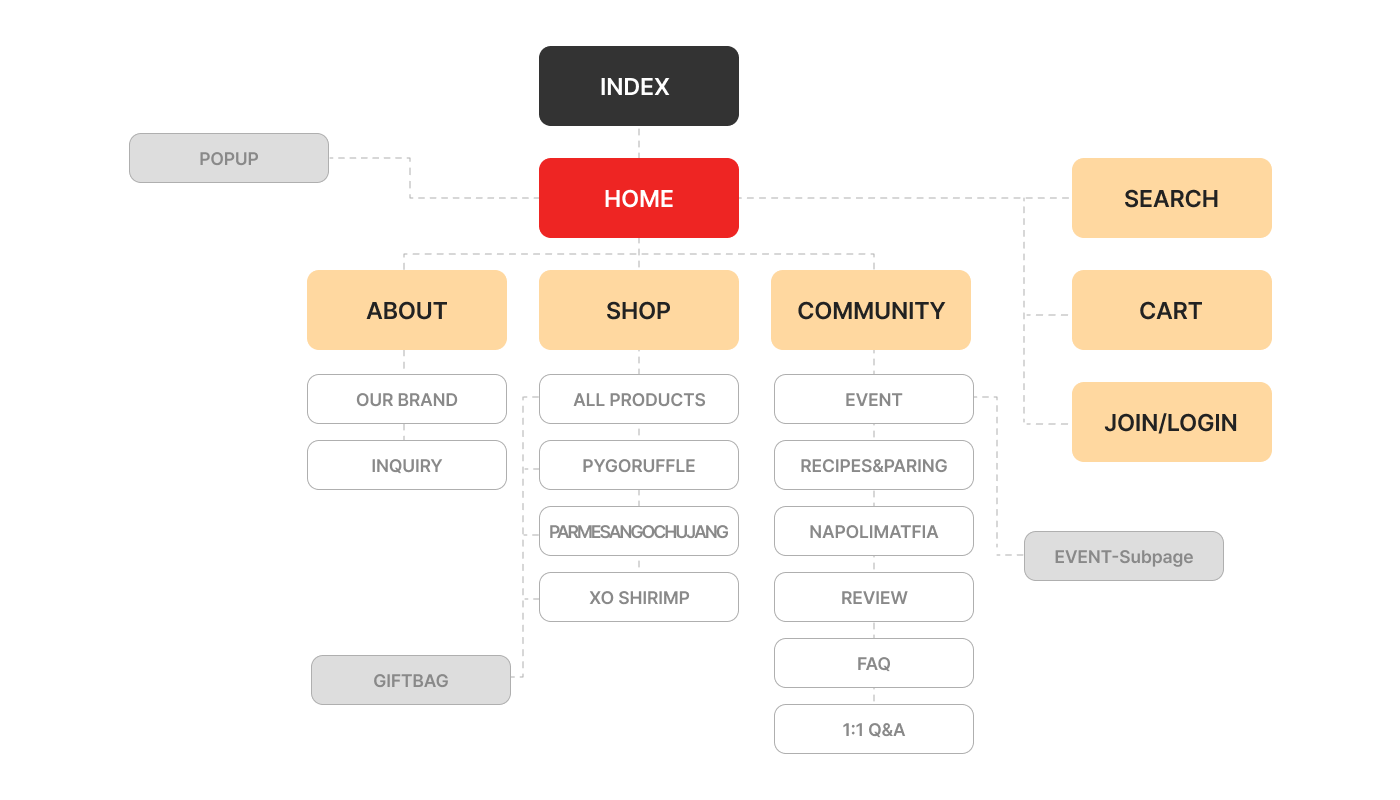 INDEX
POPUP
HOME
SEARCH
ABOUT
SHOP
COMMUNITY
CART
OUR BRAND
ALL PRODUCTS
EVENT
JOIN/LOGIN
INQUIRY
PYGORUFFLE
RECIPES&PARING
PARMESANGOCHUJANG
NAPOLIMATFIA
EVENT-Subpage
XO SHIRIMP
REVIEW
GIFTBAG
FAQ
1:1 Q&A